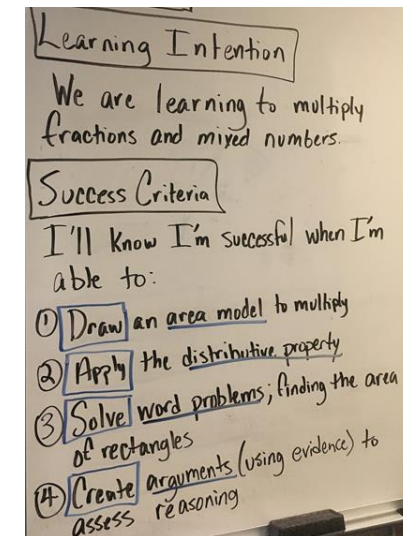 Learning Intention
We are learning to multiply
fractions and mixed numbers.
Success Criteria
I'll Know I'm successful when I'm
able to:
① Draw an area model to multiply
② Apply the distributive property
③ Solve word problems; finding the area
of rectangles
④ Create arguments (using evidence) to
assess reasoning